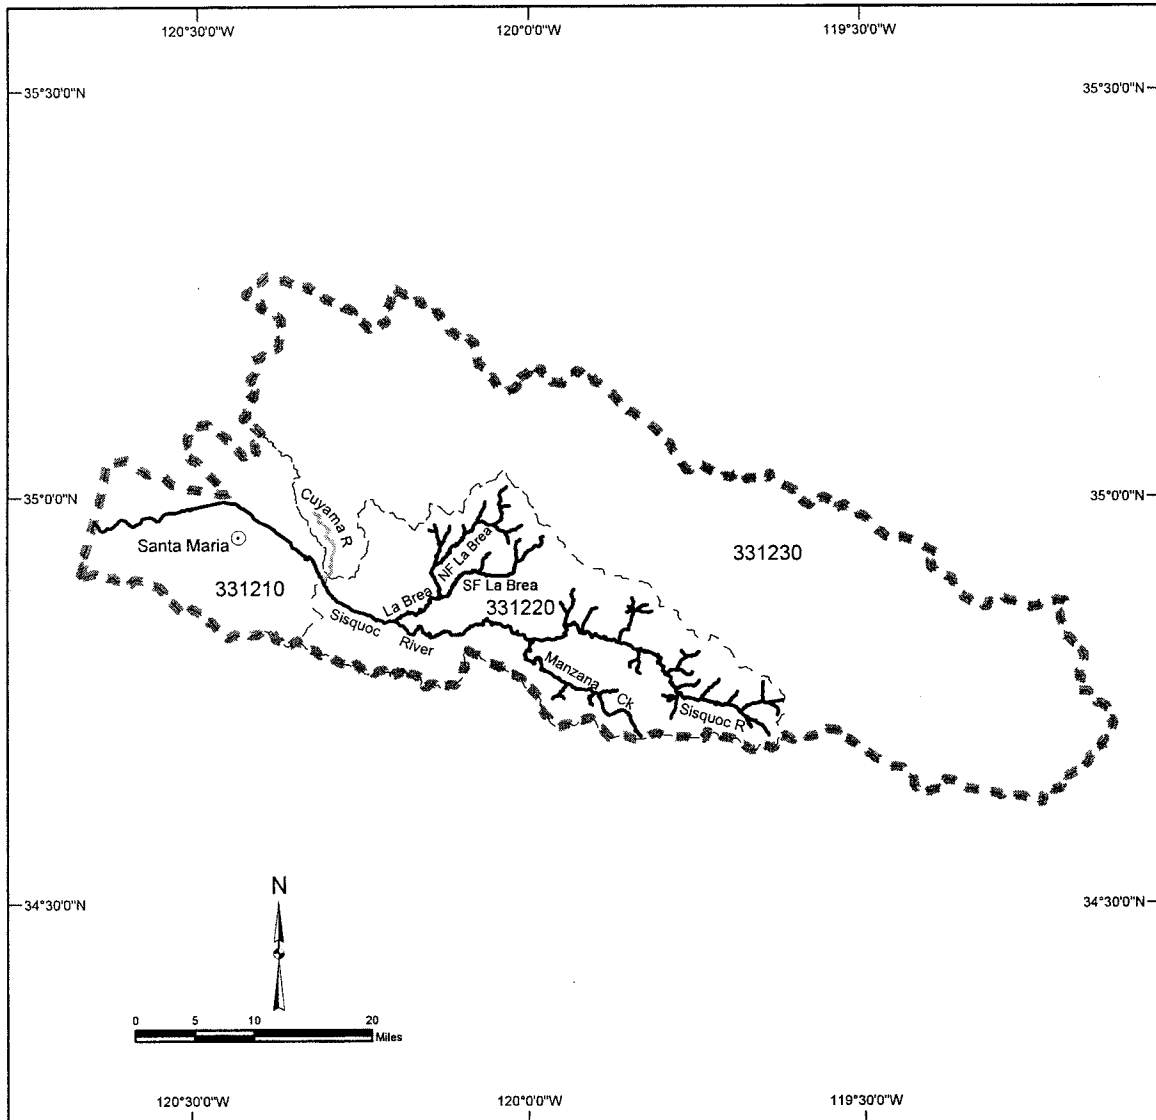 120°30'0"W 120°0'0"W 119°30'0"W
35°30'0"N 35°30'0"N
35°0'0"N 35°0'0"N
Cuyama R
Santa Maria
NF La Brea
331230
SF La Brea
331210
La Brea
331220
Sisquoc
River
Manzana
Ck
Sisquoc R
34°30'0"N 34°30'0"N
N
0 5 10 20
Miles
120°30'0"W 120°0'0"W 119°30'0"W